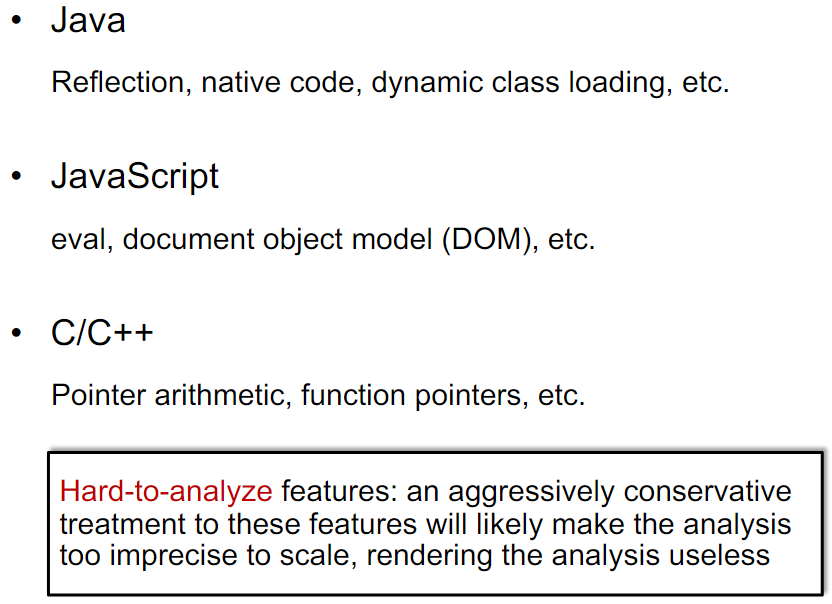 • Java
Reflection, native code, dynamic class loading, etc.
• JavaScript
eval, document object model (DOM), etc.
• C/C++
Pointer arithmetic, function pointers, etc.
Hard-to-analyze features: an aggressively conservative
treatment to these features will likely make the analysis
too imprecise to scale, rendering the analysis useless